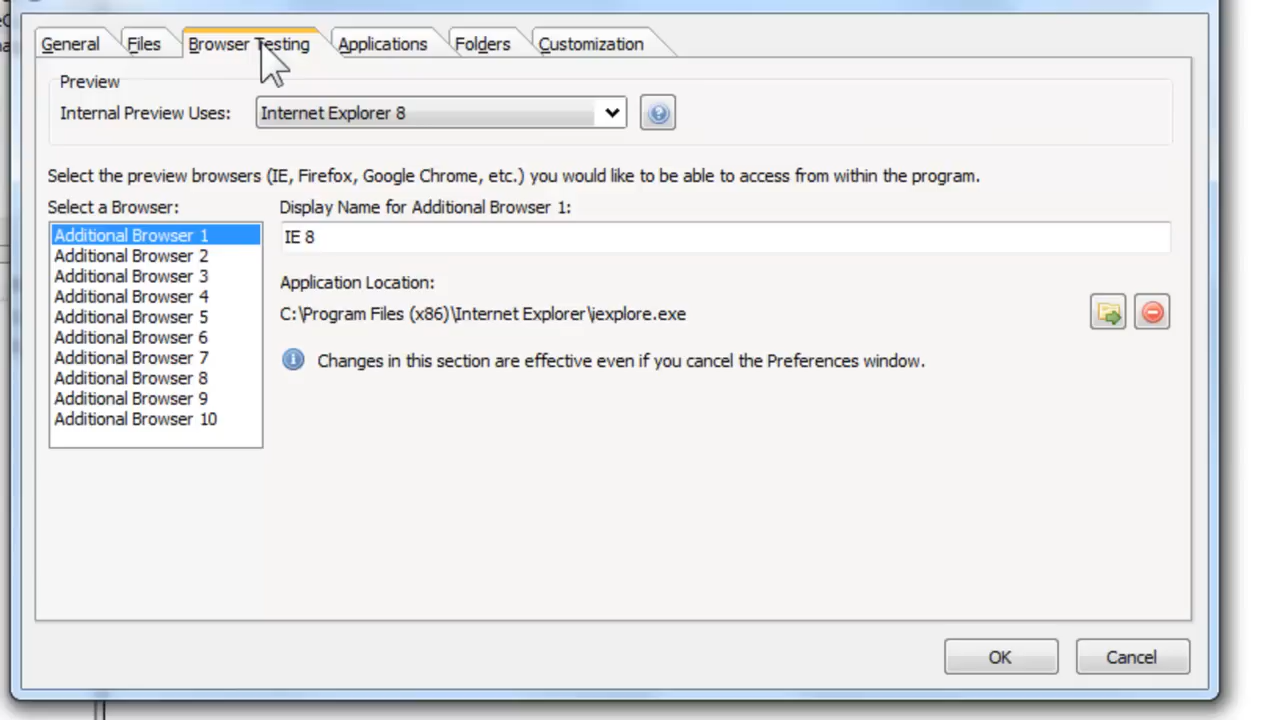 General Files Browser Testing Applications Folders Customization
Preview
Internal Preview Uses: Internet Explorer 8
Select the preview browsers (IE, Firefox, Google Chrome, etc.) you would like to be able to access from within the program.
Select a Browser:
Display Name for Additional Browser 1:
Additional Browser 1
Additional Browser 2
Additional Browser 3
Additional Browser 4
Additional Browser 5
Additional Browser 6
Additional Browser 7
Additional Browser 8
Additional Browser 9
Additional Browser 10
IE 8
Application Location:
C:\Program Files (x86)\Internet Explorer\iexplore.exe
Changes in this section are effective even if you cancel the Preferences window.
OK Cancel